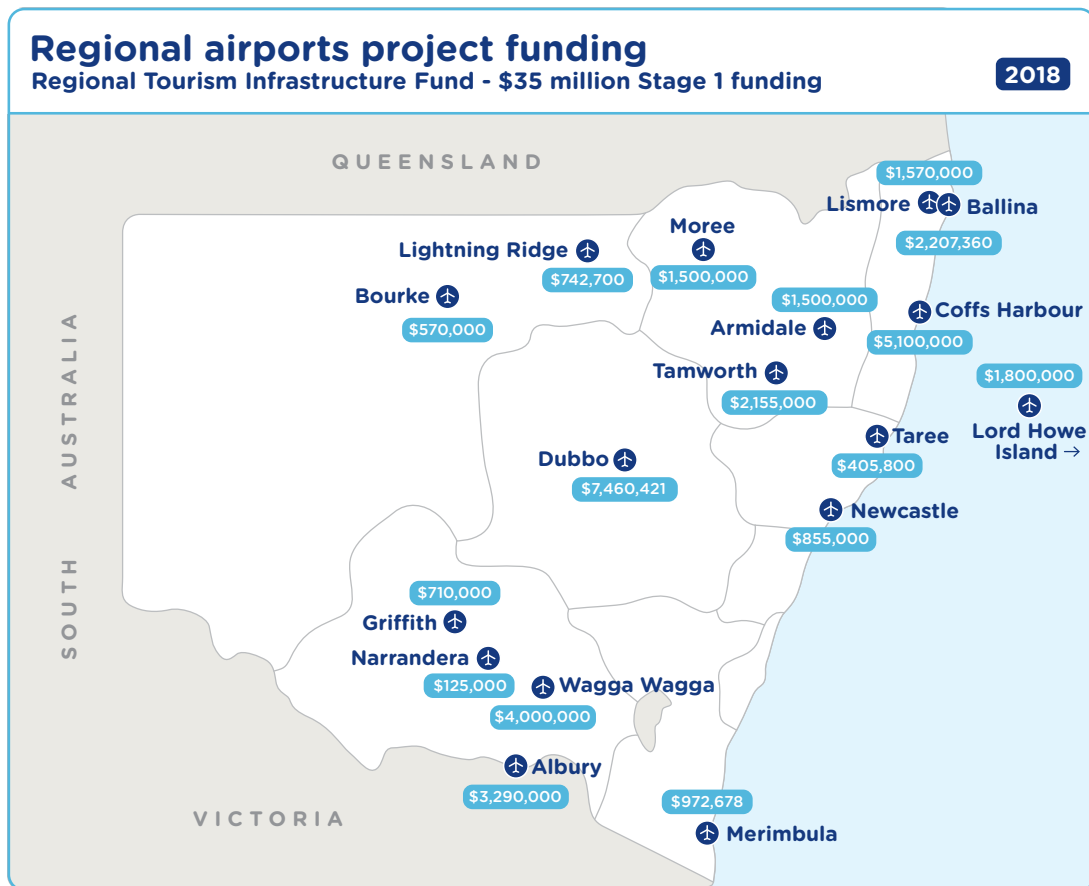 Regional airports project funding
Regional Tourism Infrastructure Fund - $35 million Stage 1 funding
2018
QUEENSLAND
$1,570,000
Lismore
Ballina
$2,207,360
Moree
$1,500,000
Lightning Ridge
$742,700
Bourke
$570,000
$1,500,000
Armidale
Coffs Harbour
$5,100,000
Tamworth
$2,155,000
$1,800,000
Lord Howe
Island →
Taree
$405,800
Dubbo
$7,460,421
Newcastle
$855,000
SOUTH AUSTRALIA
$710,000
Griffith
Narrandera
$125,000
Wagga Wagga
$4,000,000
Albury
$3,290,000
$972,678
Merimbula
VICTORIA